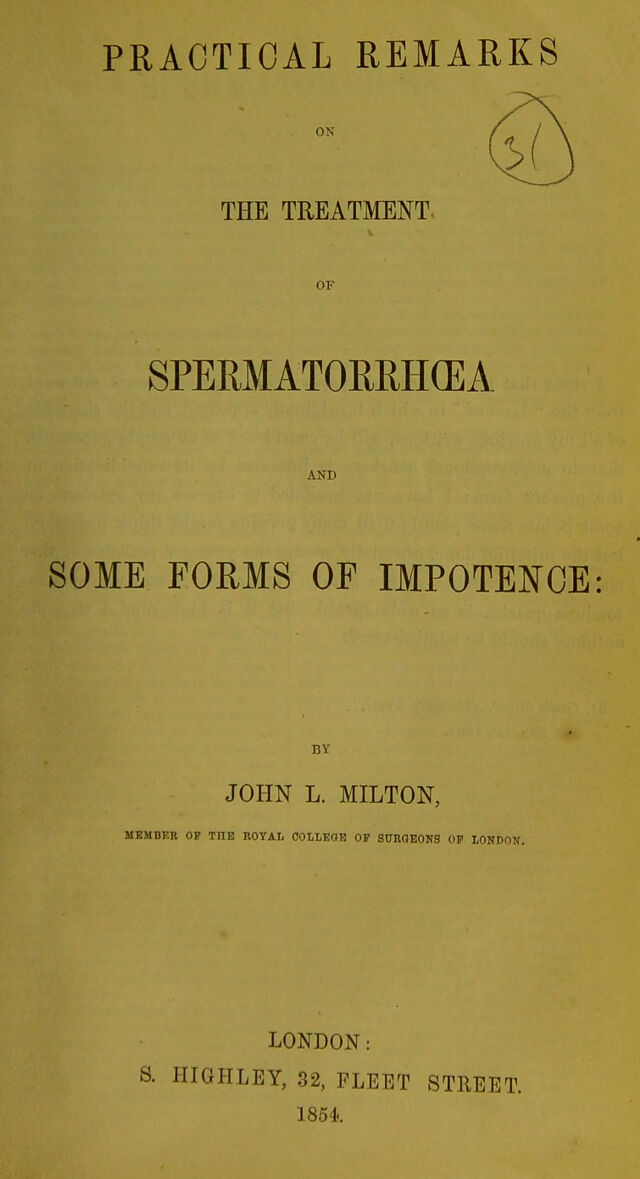 PRACTICAL REMARKS
31
ON
THE TREATMENT
OF
SPERMATORRHŒA
AND
SOME FORMS OF IMPOTENCE:
BY
JOHN L. MILTON,
MEMBER OF THE ROYAL COLLEGE OF SURGEONS OF LONDON.
LONDON:
S. HIGHLEY, 32, FLEET STREET.
1854.